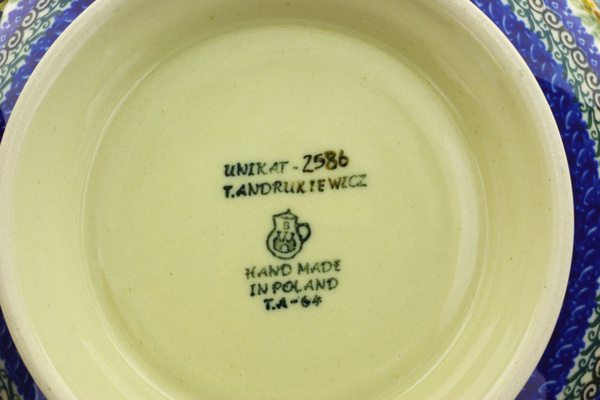 UNIKAT - 2586
T.ANDRUKIEWICZ
B
HAND MADE
IN POLAND
T.A-64